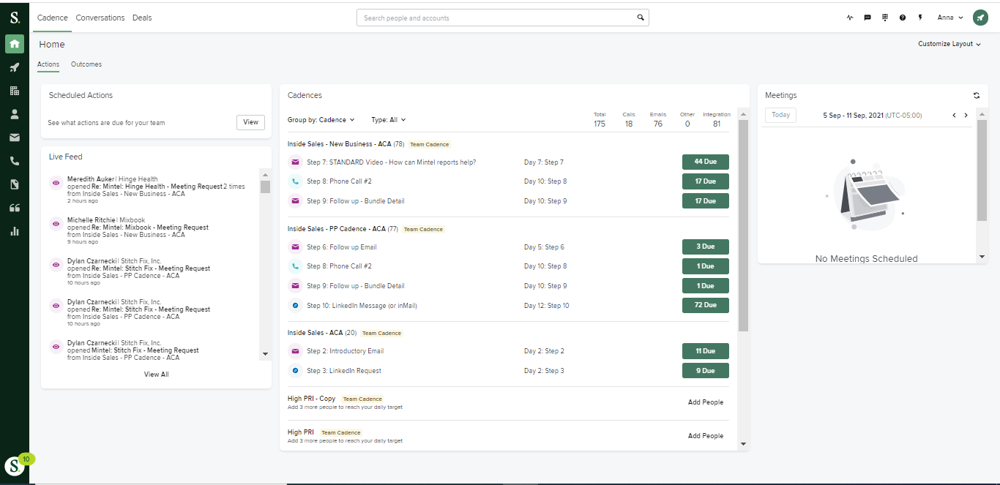 S.
Cadence
Conversations
Deals
Search people and accounts
Anna
Home
Customize Layout
Actions
Outcomes
Scheduled Actions
See what actions are due for your team
View
Live Feed
Meredith Auker | Hinge Health
opened Re: Mintel: Hinge Health - Meeting Request 2 times
from Inside Sales - New Business - ACA
2 hours ago
Michelle Ritchie | Mixbook
opened Re: Mintel: Mixbook - Meeting Request
from Inside Sales - New Business - ACA
9 hours ago
Dylan Czarnecki | Stitch Fix, Inc.
opened Re: Mintel: Stitch Fix - Meeting Request
from Inside Sales - PP Cadence - ACA
10 hours ago
Dylan Czarnecki | Stitch Fix, Inc.
opened Re: Mintel: Stitch Fix - Meeting Request
from Inside Sales - PP Cadence - ACA
10 hours ago
Dylan Czarnecki | Stitch Fix, Inc.
opened Mintel: Stitch Fix - Meeting Request
from Inside Sales - PP Cadence - ACA
View All
Cadences
Group by: Cadence
Type: All
Total Calls Emails Other Integration
175 18 76 0 81
Inside Sales - New Business - ACA (78) Team Cadence
Step 7: STANDARD Video - How can Mintel reports help? Day 7: Step 7 44 Due
Step 8: Phone Call #2 Day 10: Step 8 17 Due
Step 9: Follow up - Bundle Detail Day 10: Step 9 17 Due
Inside Sales - PP Cadence - ACA (77) Team Cadence
Step 6: Follow up Email Day 5: Step 6 3 Due
Step 8: Phone Call #2 Day 10: Step 8 1 Due
Step 9: Follow up - Bundle Detail Day 10: Step 9 1 Due
Step 10: LinkedIn Message (or inMail) Day 12: Step 10 72 Due
Inside Sales - ACA (20) Team Cadence
Step 2: Introductory Email Day 2: Step 2 11 Due
Step 3: LinkedIn Request Day 2: Step 3 9 Due
High PRI - Copy Team Cadence
Add 3 more people to reach your daily target
Add People
High PRI Team Cadence
Add 3 more people to reach your daily target
Add People
Meetings
Today
5 Sep - 11 Sep, 2021 (UTC-05:00)
No Meetings Scheduled
S.
10